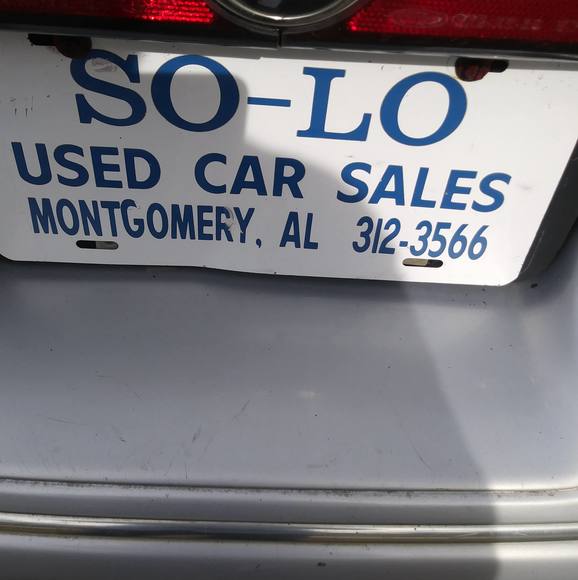 SO-LO
USED CAR SALES
MONTGOMERY, AL 312-3566